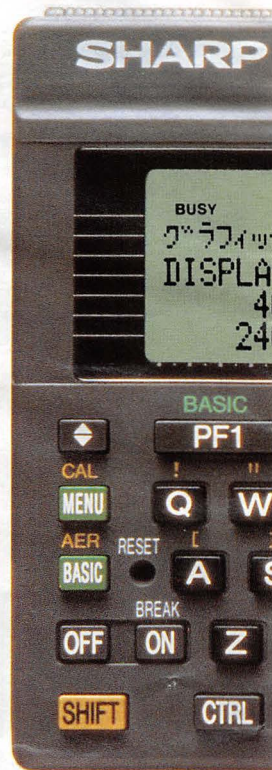 SHARP
BUSY
グラフィッ
DISPLA
4
24
BASIC
PF1
CAL
! "
MENU Q W
AER RESET [
BASIC A S
BREAK
OFF ON Z
SHIFT CTRL